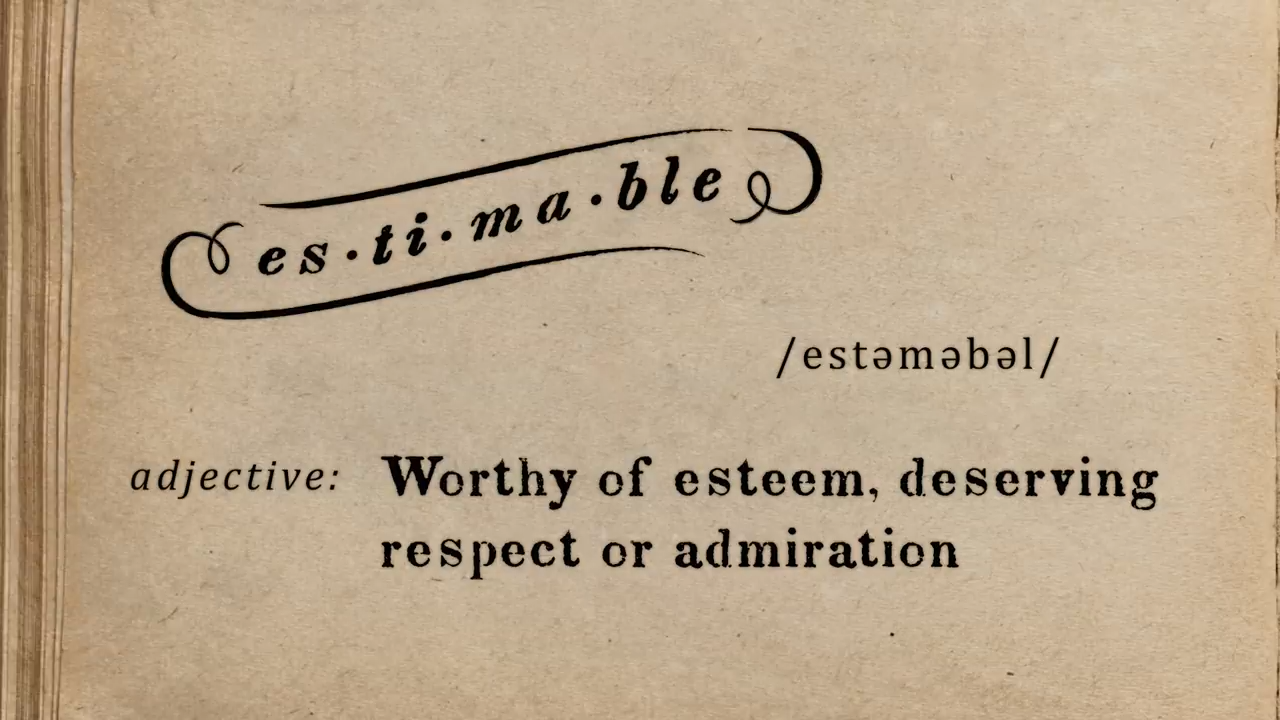 es·ti·ma·ble
/estəməbəl/
adjective: Worthy of esteem, deserving
respect or admiration